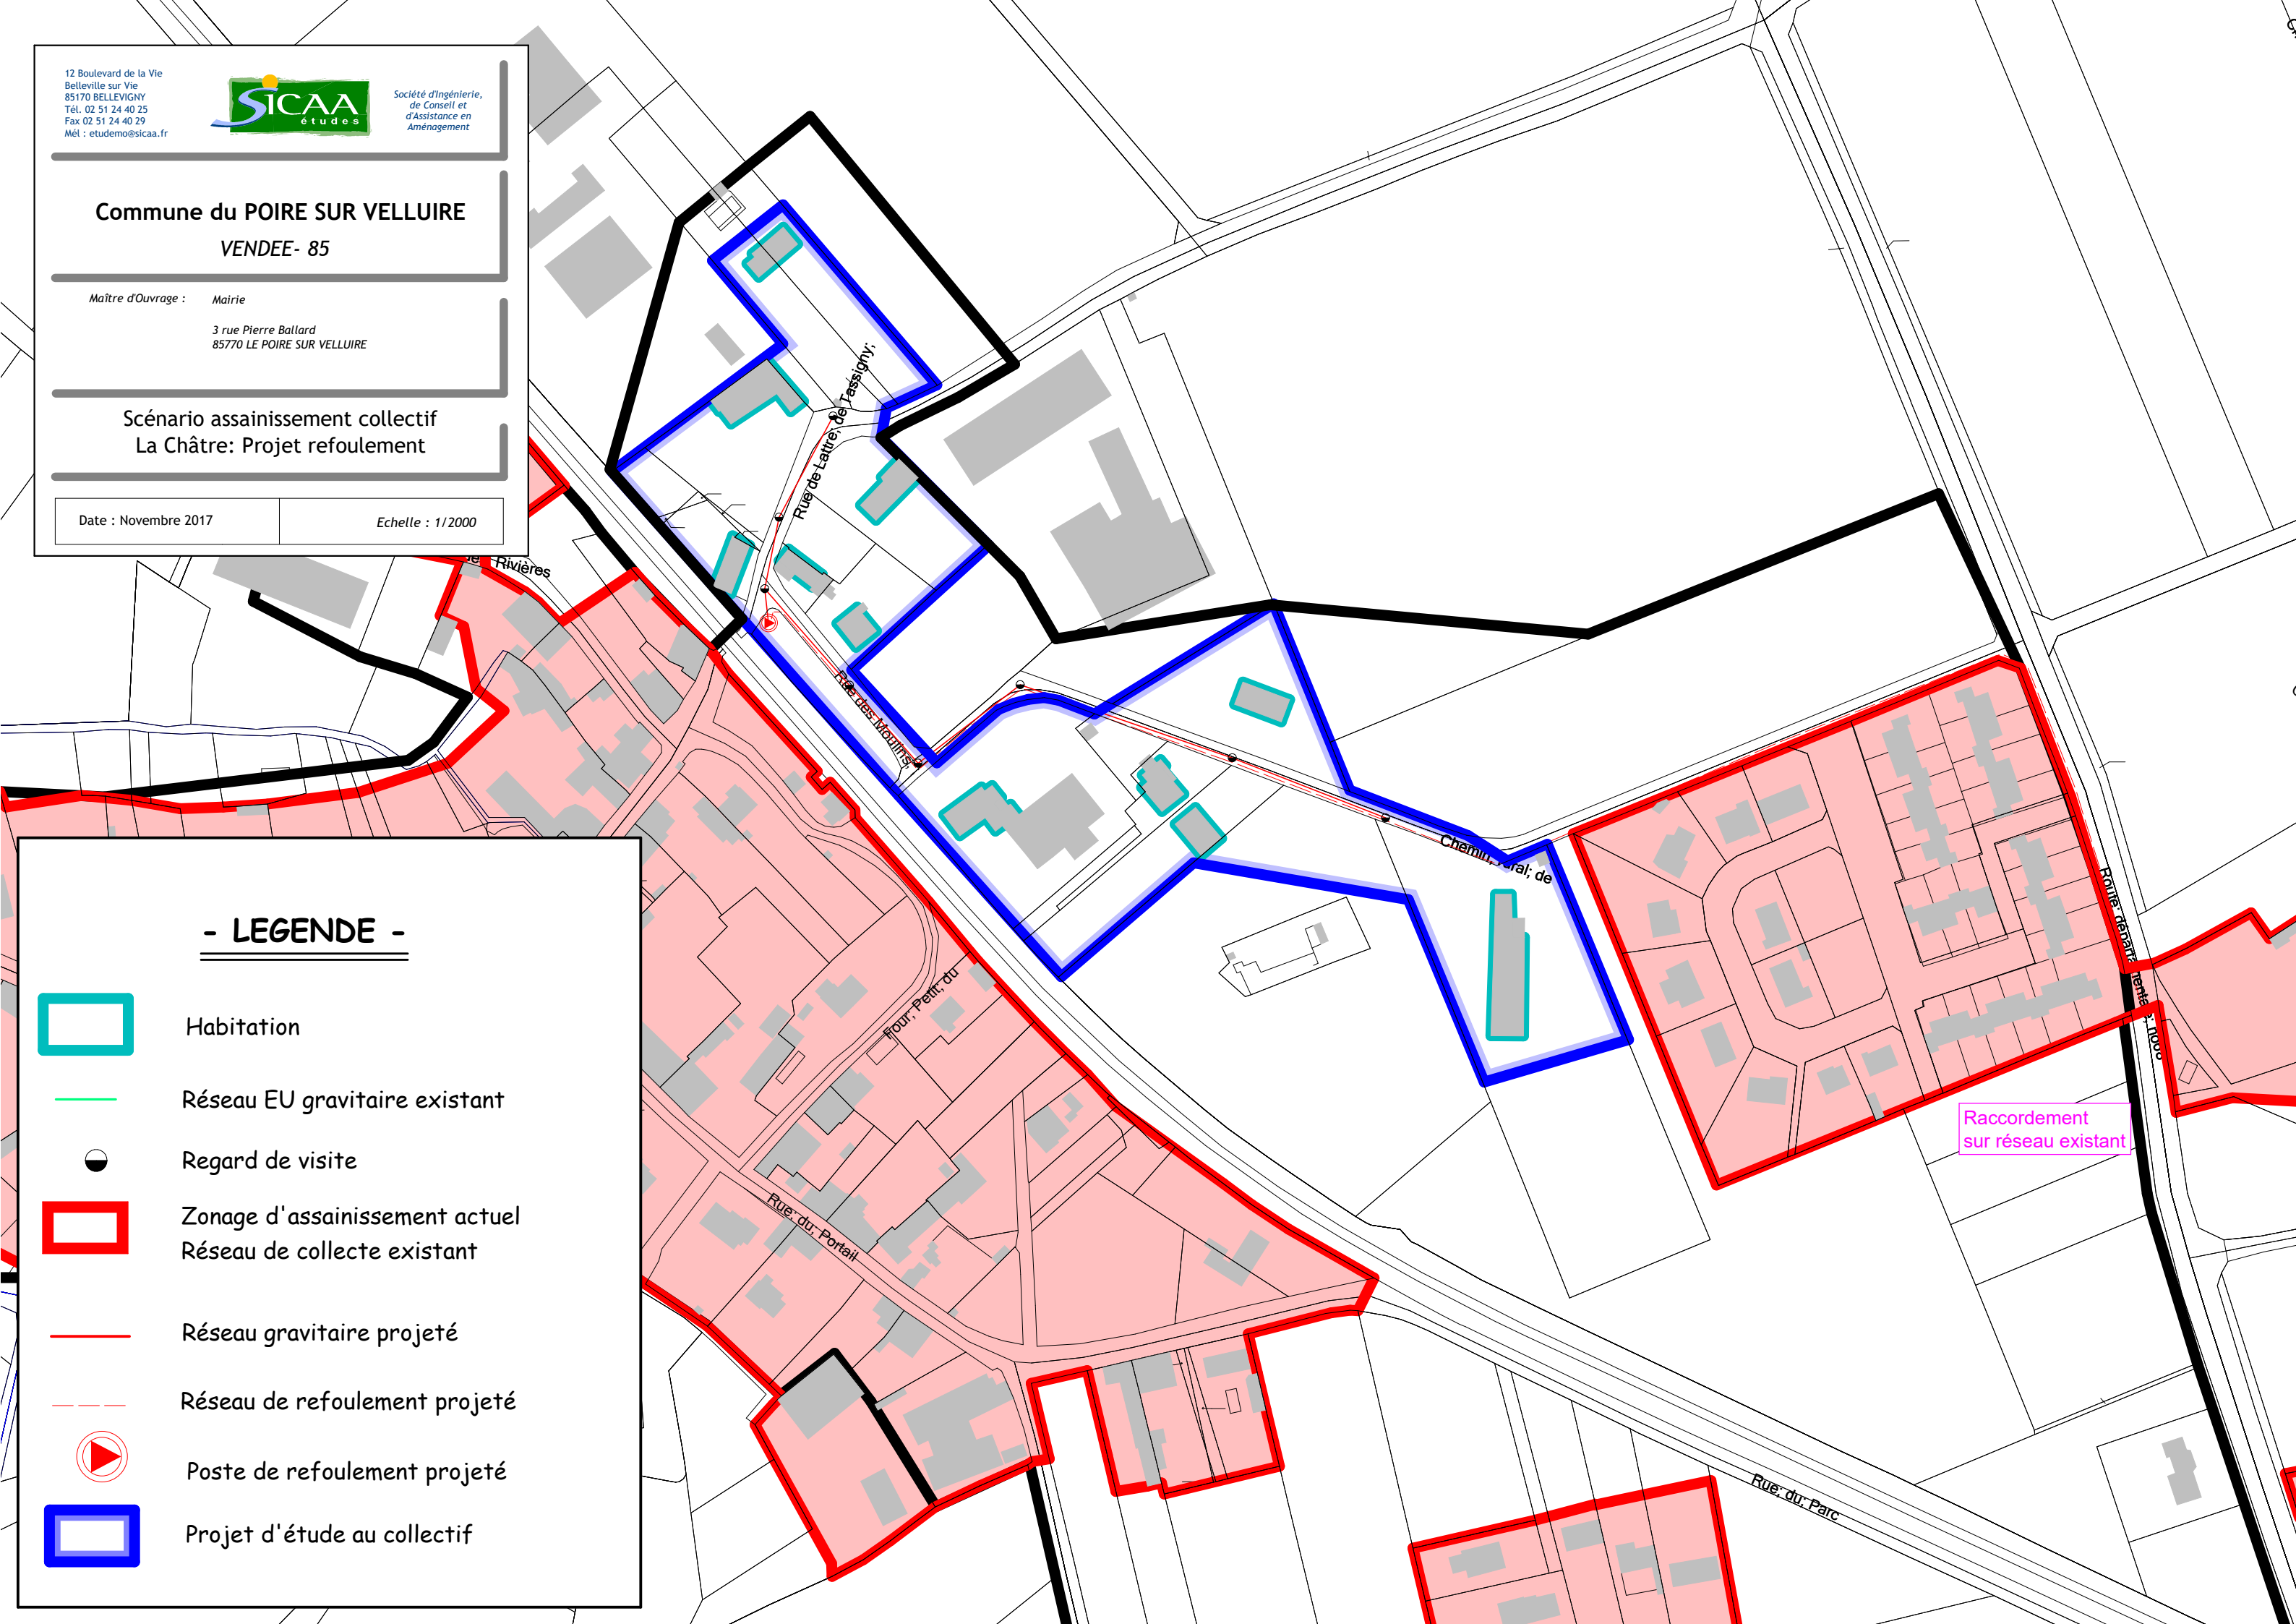 12 Boulevard de la Vie
Belleville sur Vie
85170 BELLEVIGNY
Tél. 02 51 24 40 25
Fax 02 51 24 40 29
Mél : etudemo@sicaa.fr
SICAA
études
Société d'Ingénierie,
de Conseil et
d'Assistance en
Aménagement
Commune du POIRE SUR VELLUIRE
VENDEE- 85
Maître d'Ouvrage :
Mairie
3 rue Pierre Ballard
85770 LE POIRE SUR VELLUIRE
Scénario assainissement collectif
La Châtre: Projet refoulement
Date : Novembre 2017
Echelle : 1/2000
Rivières
Rue de Lattre; de Tassigny;
Rue des Moulins;
Chemin; rural; de
Four; Petit; du
Rue; du; Portail
Rue; du; Parc
Raccordement
sur réseau existant
- LEGENDE -
Habitation
Réseau EU gravitaire existant
Regard de visite
Zonage d'assainissement actuel
Réseau de collecte existant
Réseau gravitaire projeté
Réseau de refoulement projeté
Poste de refoulement projeté
Projet d'étude au collectif